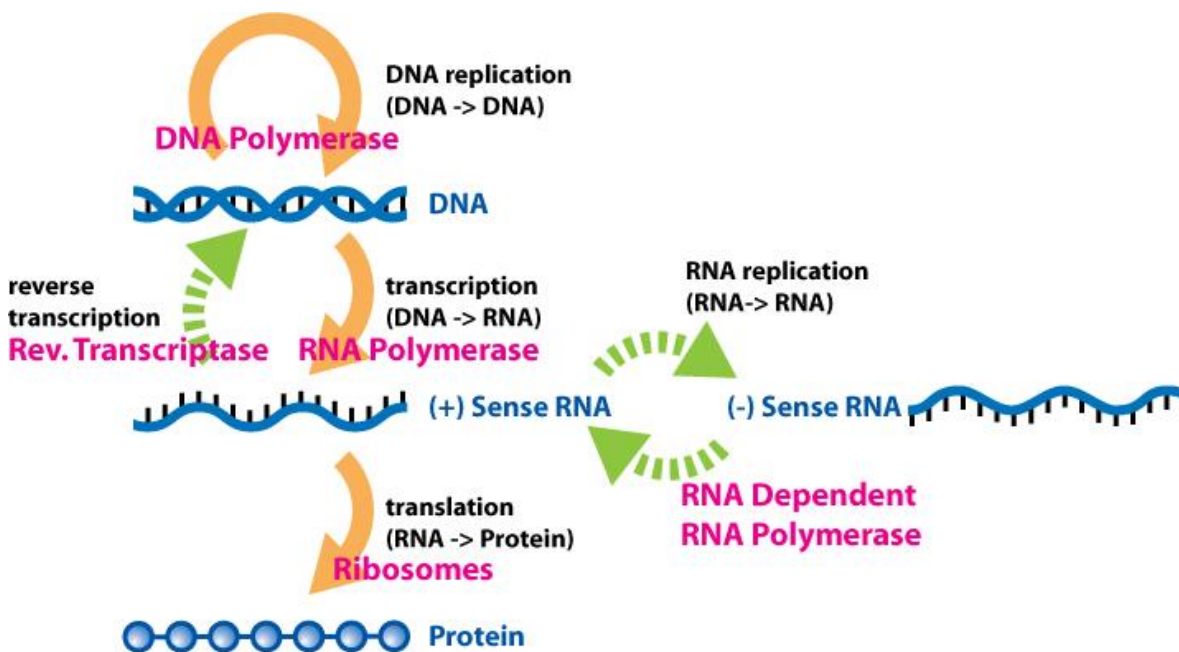 DNA replication
(DNA -> DNA)
DNA Polymerase
DNA
reverse
transcription
Rev. Transcriptase
transcription
(DNA -> RNA)
RNA Polymerase
RNA replication
(RNA-> RNA)
(+) Sense RNA
(-) Sense RNA
RNA Dependent
RNA Polymerase
translation
(RNA -> Protein)
Ribosomes
Protein